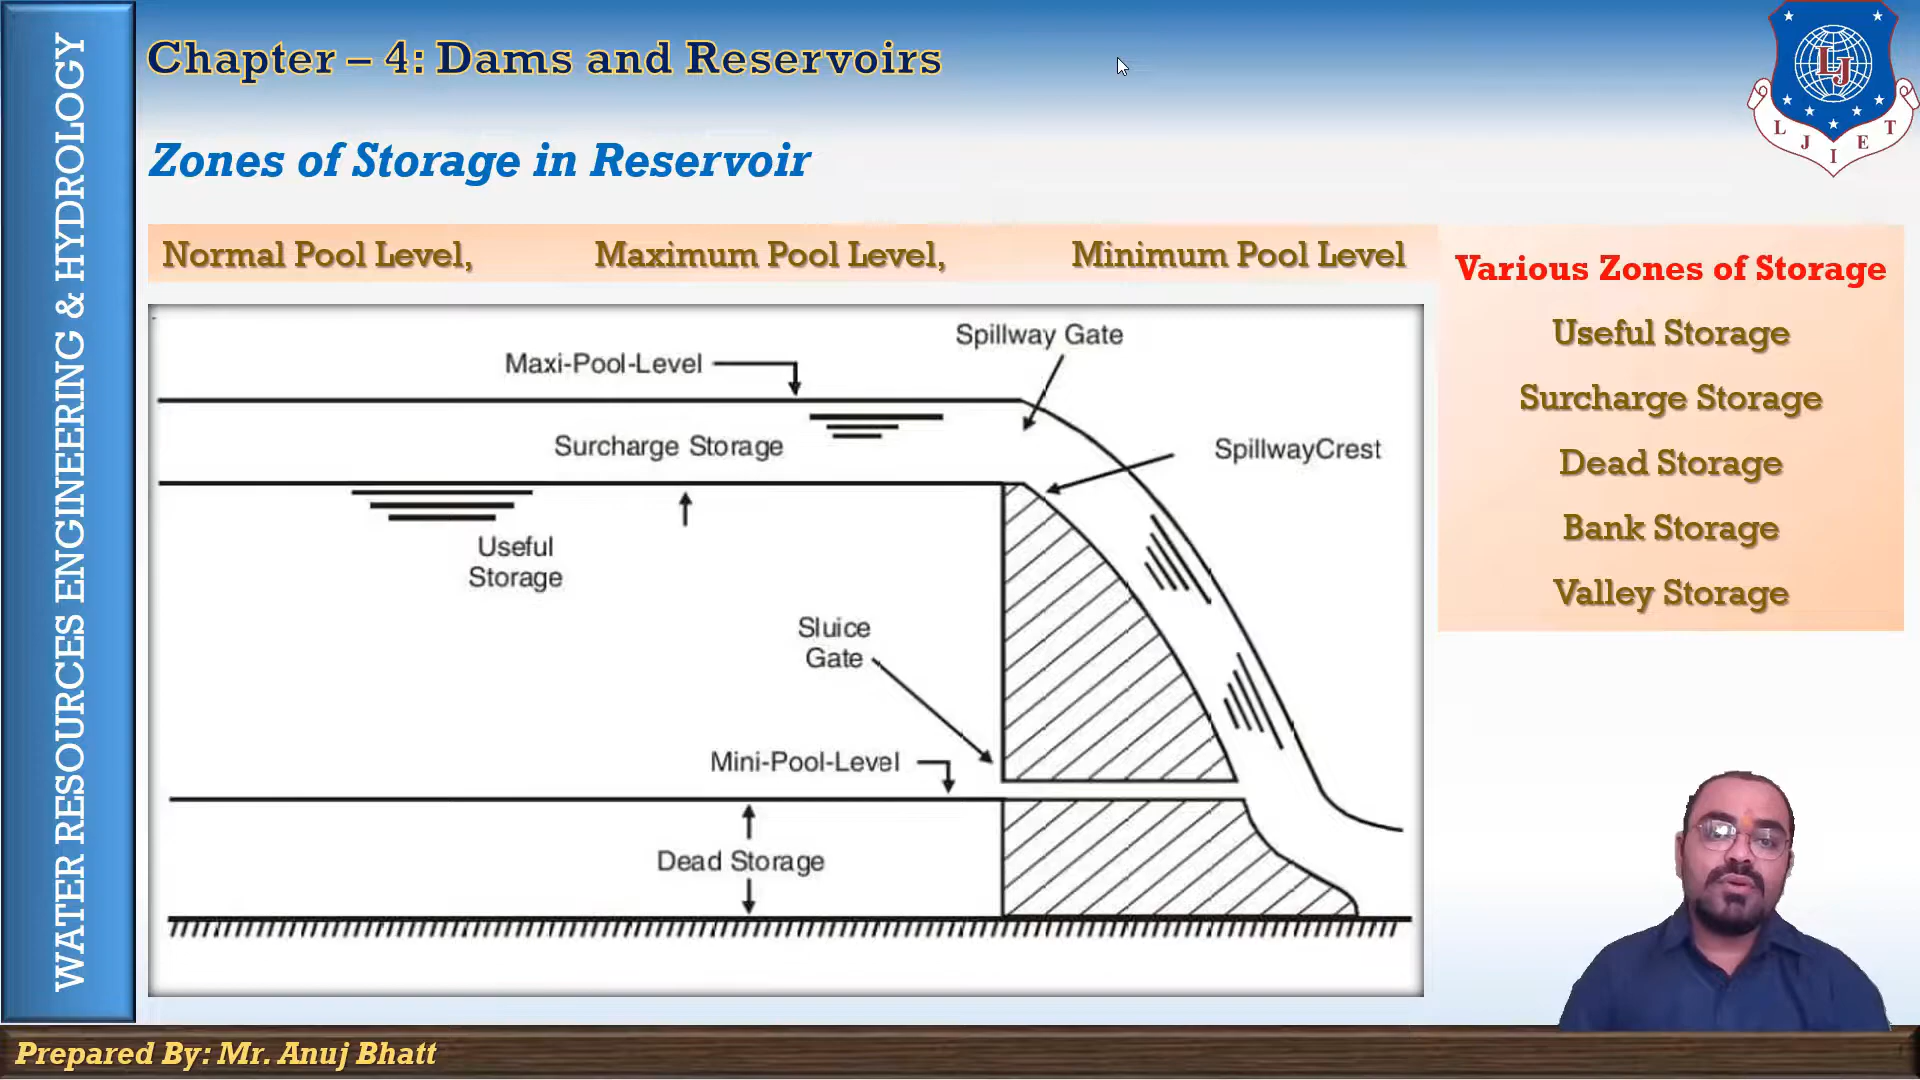 WATER RESOURCES ENGINEERING & HYDROLOGY
Chapter – 4: Dams and Reservoirs
LJ
L J I E T
Zones of Storage in Reservoir
Normal Pool Level, Maximum Pool Level, Minimum Pool Level
Various Zones of Storage
Useful Storage
Surcharge Storage
Dead Storage
Bank Storage
Valley Storage
Spillway Gate
Maxi-Pool-Level
Surcharge Storage
SpillwayCrest
Useful
Storage
Sluice
Gate
Mini-Pool-Level
Dead Storage
Prepared By: Mr. Anuj Bhatt